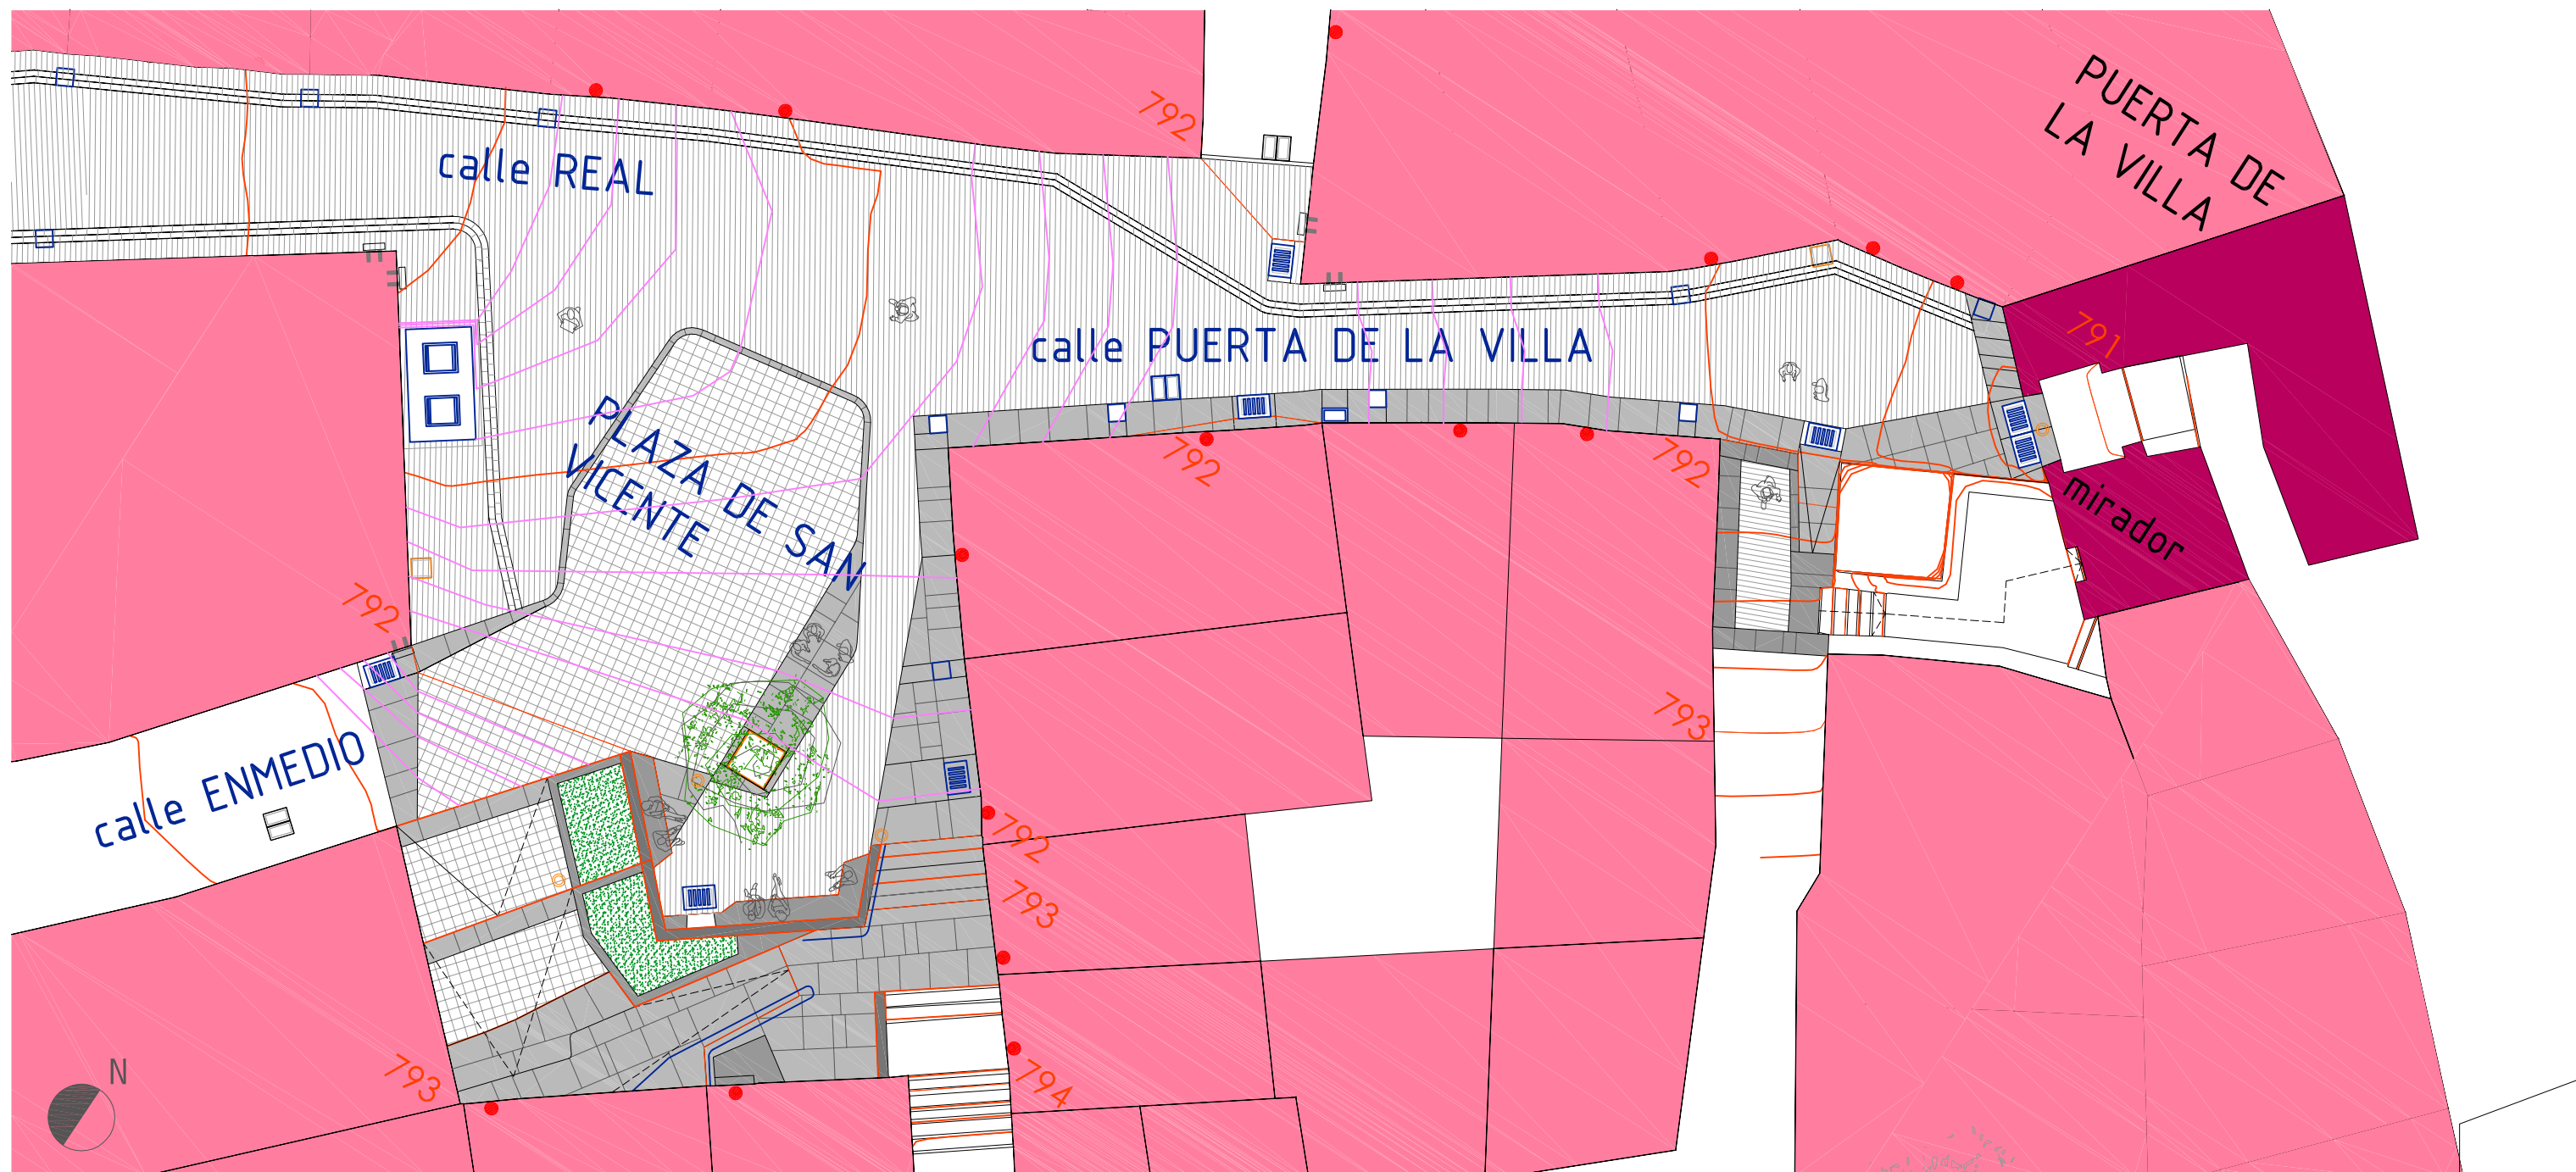 PUERTA DE
LA VILLA
792
calle REAL
calle PUERTA DE LA VILLA
791
PLAZA DE SAN
VICENTE
792
792
mirador
792
793
calle ENMEDIO
792
793
793
794
N